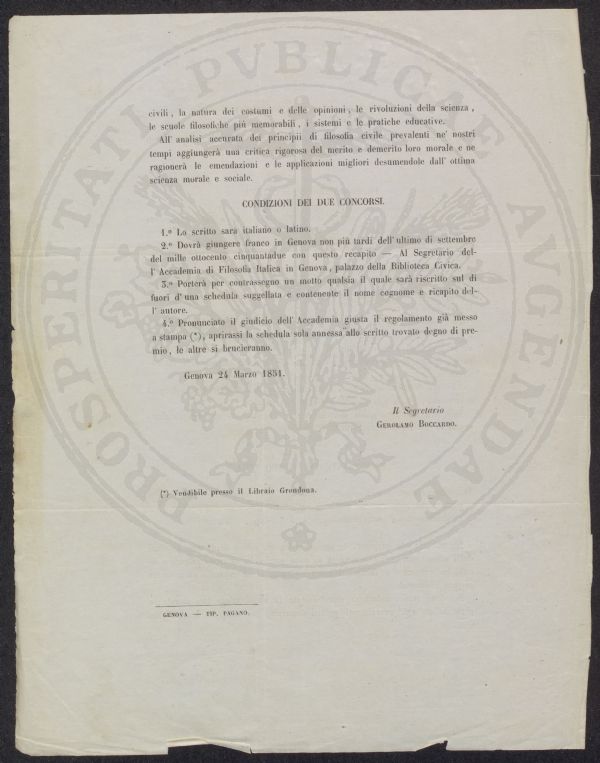 civili, la natura dei costumi e delle opinioni, le rivoluzioni della scienza,
le scuole filosofiche più memorabili, i sistemi e le pratiche educative.
All' analisi accurata dei principii di filosofia civile prevalenti ne' nostri
tempi aggiungerà una critica rigorosa del merito e demerito loro morale e ne
ragionerà le emendazioni e le applicazioni migliori desumendole dall' ottima
scienza morale e sociale.
CONDIZIONI DEI DUE CONCORSI.
1.º Lo scritto sarà italiano o latino.
2.º Dovrà giungere franco in Genova non più tardi dell' ultimo di settembre
del mille ottocento cinquantadue con questo recapito — Al Segretario del-
l' Accademia di Filosofia Italica in Genova, palazzo della Biblioteca Civica.
3.º Porterà per contrassegno un motto qualsia il quale sarà riscritto sul di
fuori d' una schedula suggellata e contenente il nome cognome e ricapito del-
l' autore.
4.º Pronunciato il giudicio dell' Accademia giusta il regolamento già messo
a stampa (*), aprirassi la schedula sola annessa allo scritto trovato degno di pre-
mio, le altre si brucieranno.
Genova 24 Marzo 1851.
Il Segretario
GEROLAMO BOCCARDO.
(*) Vendibile presso il Libraio Grondona.
GENOVA — TIP. PAGANO.
PROSPERITATI PVBLICAE AVGENDAE